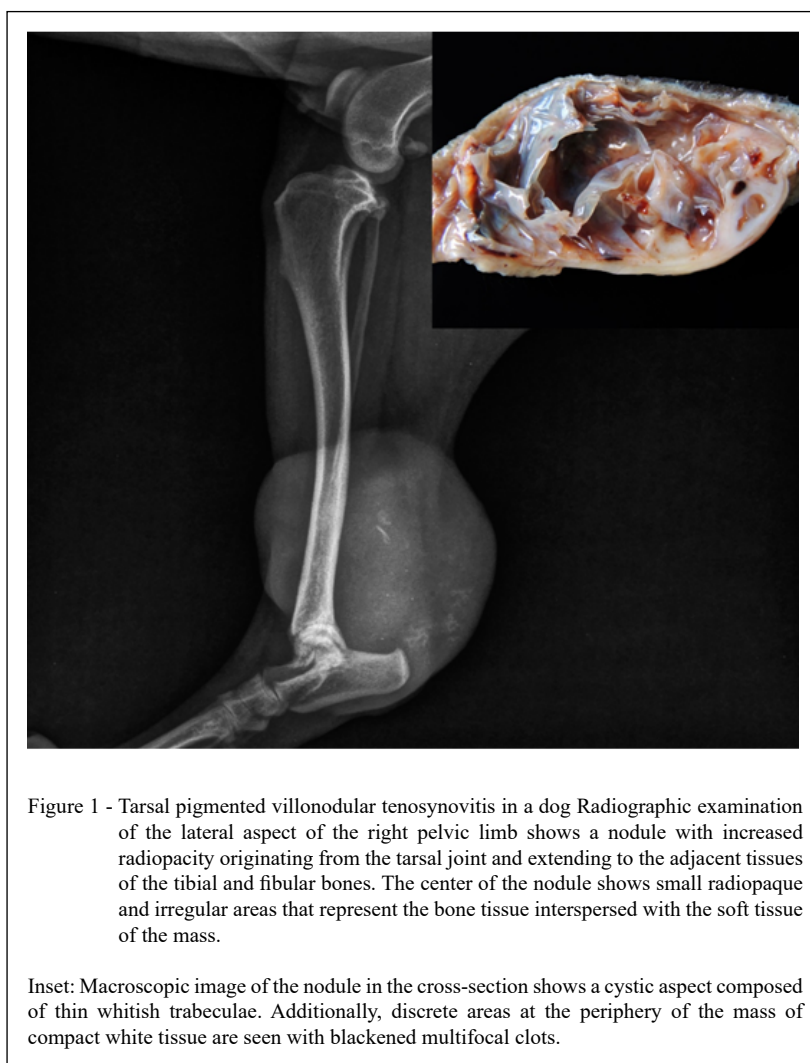 Figure 1 - Tarsal pigmented villonodular tenosynovitis in a dog Radiographic examination
of the lateral aspect of the right pelvic limb shows a nodule with increased
radiopacity originating from the tarsal joint and extending to the adjacent tissues
of the tibial and fibular bones. The center of the nodule shows small radiopaque
and irregular areas that represent the bone tissue interspersed with the soft tissue
of the mass.
Inset: Macroscopic image of the nodule in the cross-section shows a cystic aspect composed
of thin whitish trabeculae. Additionally, discrete areas at the periphery of the mass of
compact white tissue are seen with blackened multifocal clots.